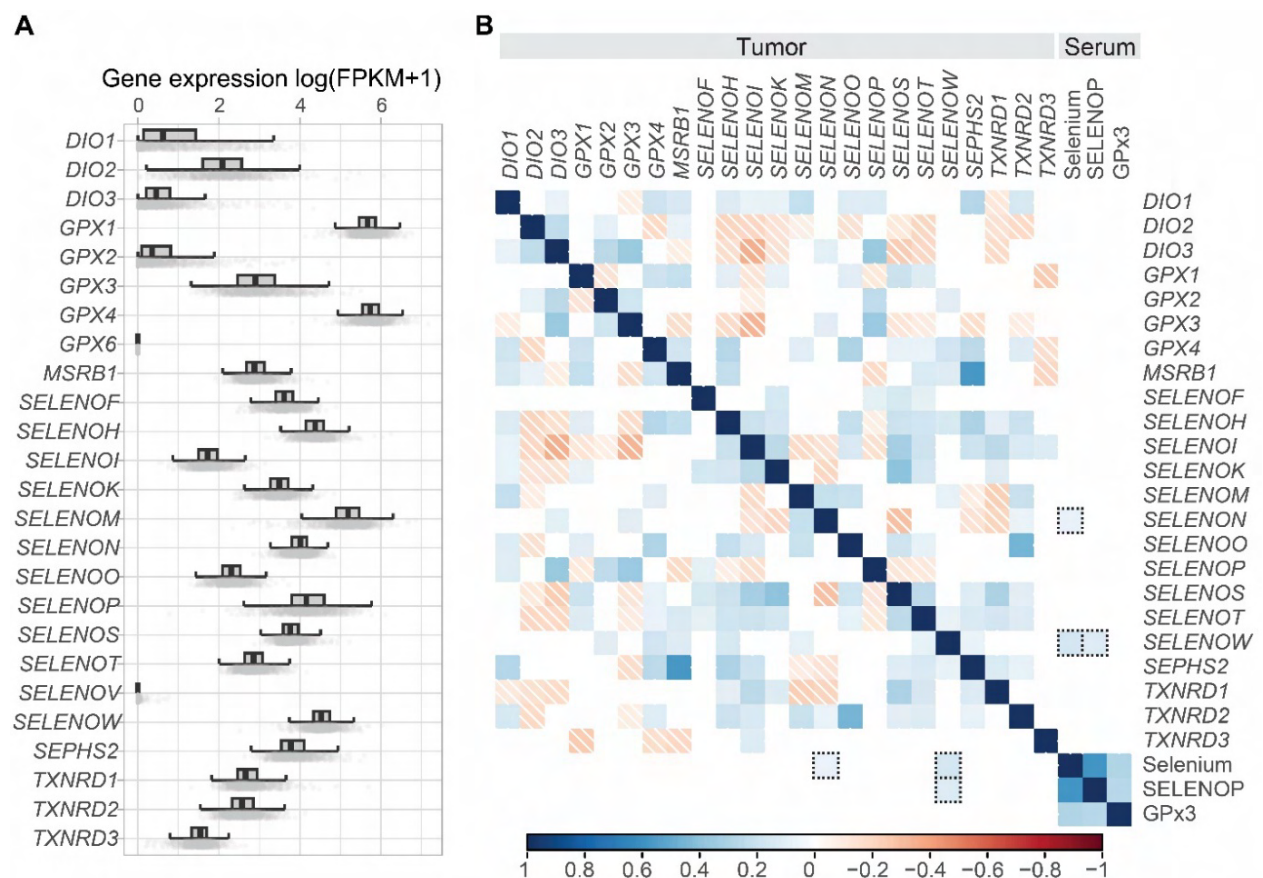 A
Gene expression log(FPKM+1)
0 2 4 6
DIO1
DIO2
DIO3
GPX1
GPX2
GPX3
GPX4
GPX6
MSRB1
SELENOF
SELENOH
SELENOI
SELENOK
SELENOM
SELENON
SELENOO
SELENOP
SELENOS
SELENOT
SELENOV
SELENOW
SEPHS2
TXNRD1
TXNRD2
TXNRD3
B
Tumor Serum
DIO1
DIO2
DIO3
GPX1
GPX2
GPX3
GPX4
MSRB1
SELENOF
SELENOH
SELENOI
SELENOK
SELENOM
SELENON
SELENOO
SELENOP
SELENOS
SELENOT
SELENOW
SEPHS2
TXNRD1
TXNRD2
TXNRD3
Selenium
SELENOP
GPx3
DIO1
DIO2
DIO3
GPX1
GPX2
GPX3
GPX4
MSRB1
SELENOF
SELENOH
SELENOI
SELENOK
SELENOM
SELENON
SELENOO
SELENOP
SELENOS
SELENOT
SELENOW
SEPHS2
TXNRD1
TXNRD2
TXNRD3
Selenium
SELENOP
GPx3
1 0.8 0.6 0.4 0.2 0 −0.2 −0.4 −0.6 −0.8 −1